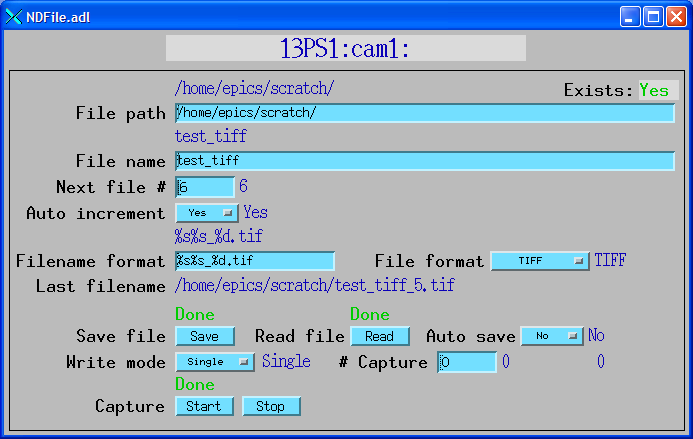 NDFile.adl
13PS1:cam1:
/home/epics/scratch/
Exists: Yes
File path /home/epics/scratch/
test_tiff
File name test_tiff
Next file # 6 6
Auto increment Yes Yes
%s%s_%d.tif
Filename format %s%s_%d.tif File format TIFF TIFF
Last filename /home/epics/scratch/test_tiff_5.tif
Done Done
Save file Save Read file Read Auto save No No
Write mode Single Single # Capture 0 0 0
Done
Capture Start Stop